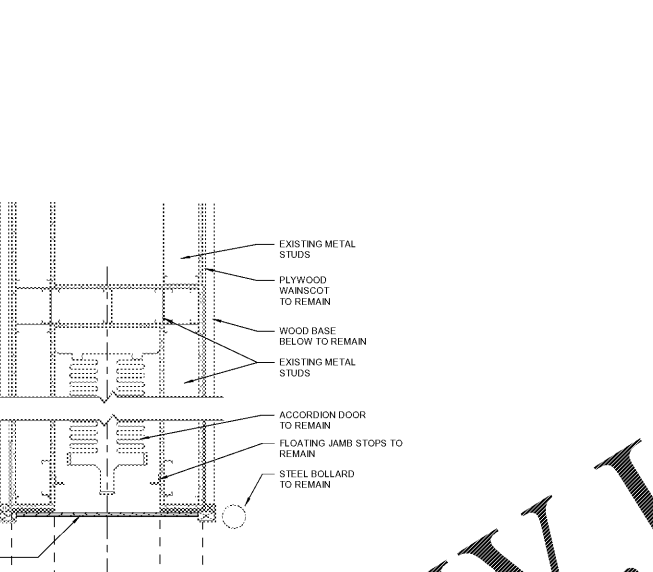 EXISTING METAL
STUDS
PLYWOOD
WAINSCOT
TO REMAIN
WOOD BASE
BELOW TO REMAIN
EXISTING METAL
STUDS
ACCORDION DOOR
TO REMAIN
FLOATING JAMB STOPS TO
REMAIN
STEEL BOLLARD
TO REMAIN